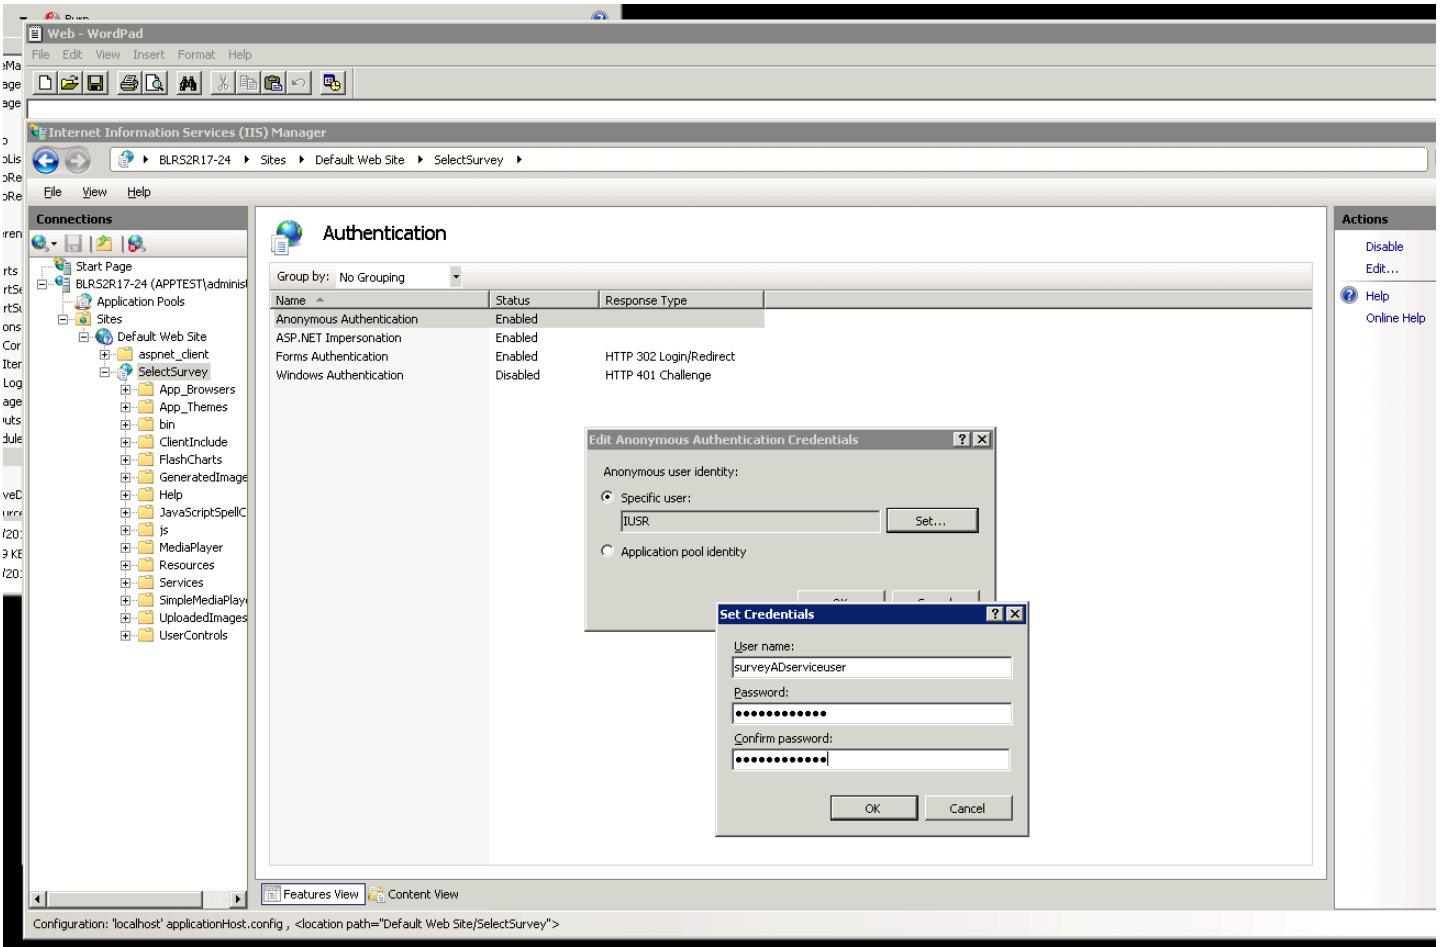 Web - WordPad
File Edit View Insert Format Help
Internet Information Services (IIS) Manager
BLRS2R17-24 Sites Default Web Site SelectSurvey
File View Help
Connections
Start Page
BLRS2R17-24 (APPTEST\adminis
Application Pools
Sites
Default Web Site
aspnet_client
SelectSurvey
App_Browsers
App_Themes
bin
ClientInclude
FlashCharts
GeneratedImage
Help
JavaScriptSpellC
js
MediaPlayer
Resources
Services
SimpleMediaPlay
UploadedImages
UserControls
Authentication
Group by: No Grouping
Name Status Response Type
Anonymous Authentication Enabled
ASP.NET Impersonation Enabled
Forms Authentication Enabled HTTP 302 Login/Redirect
Windows Authentication Disabled HTTP 401 Challenge
Edit Anonymous Authentication Credentials
Anonymous user identity:
Specific user:
IUSR
Set...
Application pool identity
Set Credentials
User name:
surveyADserviceuser
Password:
••••••••••••
Confirm password:
••••••••••••
OK Cancel
Actions
Disable
Edit...
Help
Online Help
Features View Content View
Configuration: 'localhost' applicationHost.config , <location path="Default Web Site/SelectSurvey">